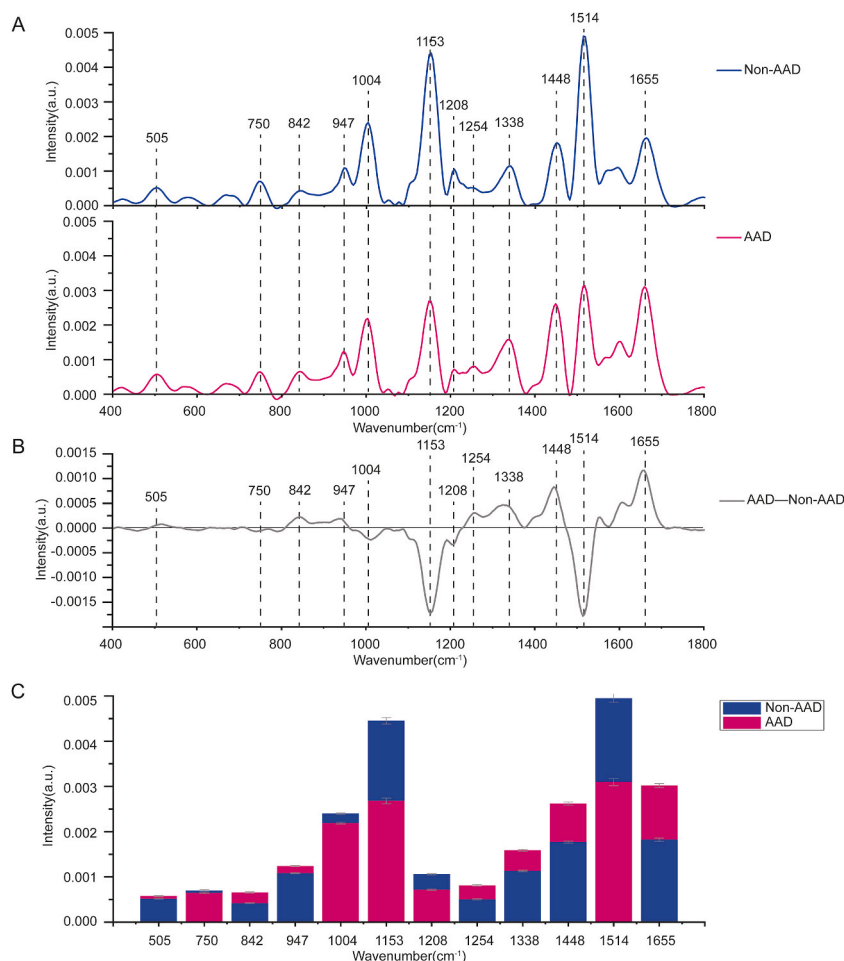 A
0.005
0.004
0.003
0.002
0.001
0.000
Intensity(a.u.)
505
750
842
947
1004
1153
1208
1254
1338
1448
1514
1655
Non-AAD
0.005
0.004
0.003
0.002
0.001
0.000
Intensity(a.u.)
AAD
400 600 800 1000 1200 1400 1600 1800
Wavenumber(cm-1)
B
0.0015
0.0010
0.0005
0.0000
-0.0005
-0.0010
-0.0015
Intensity(a.u.)
505
750
842
947
1004
1153
1208
1254
1338
1448
1514
1655
AAD—Non-AAD
400 600 800 1000 1200 1400 1600 1800
Wavenumber(cm-1)
C
0.005
0.004
0.003
0.002
0.001
0.000
Intensity(a.u.)
Non-AAD
AAD
505 750 842 947 1004 1153 1208 1254 1338 1448 1514 1655
Wavenumber(cm-1)